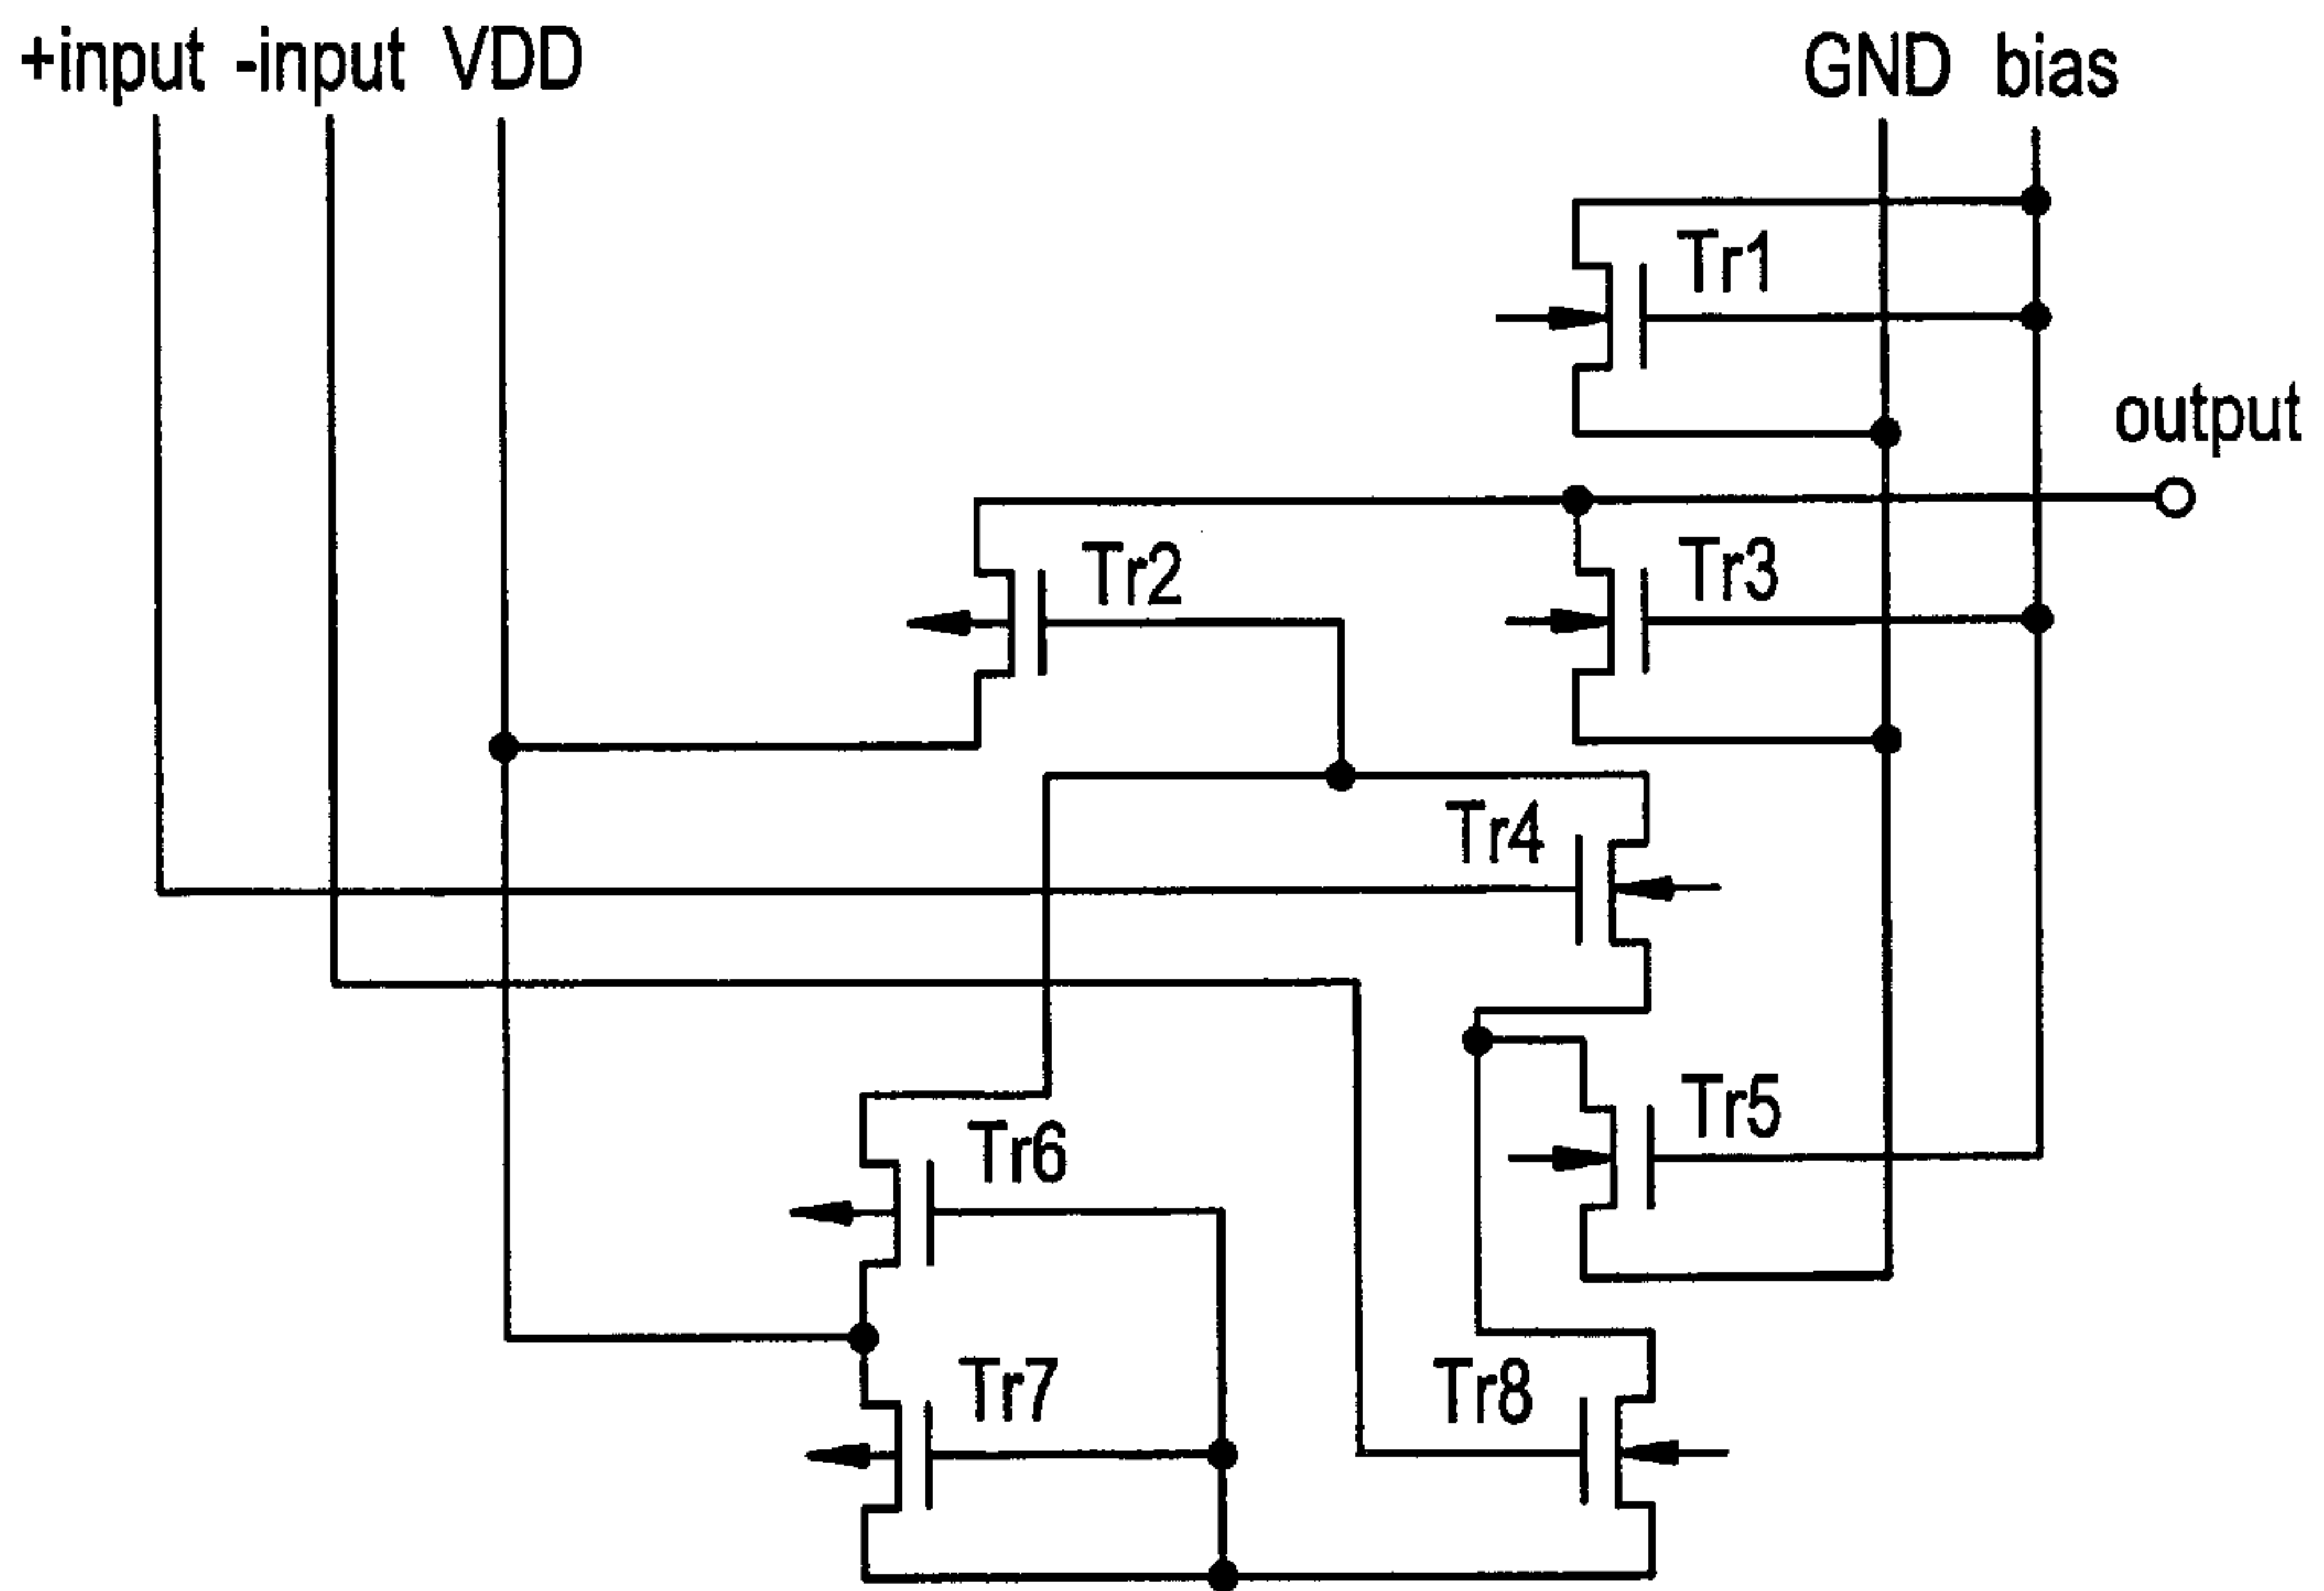 +input -input VDD GND bias
Tr1
output
Tr2 Tr3
Tr4
Tr5
Tr6
Tr7 Tr8